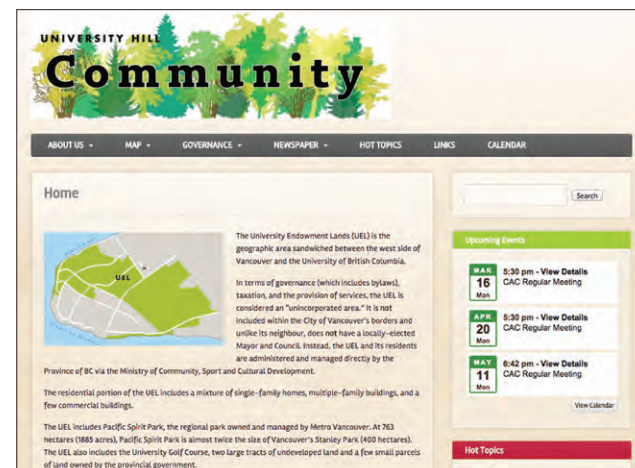 UNIVERSITY HILL
Community
ABOUT US
MAP
GOVERNANCE
NEWSPAPER
HOT TOPICS
LINKS
CALENDAR
Home
UEL
The University Endowment Lands (UEL) is the
geographic area sandwiched between the west side of
Vancouver and the University of British Columbia.
In terms of governance (which includes bylaws),
taxation, and the provision of services, the UEL is
considered an "unincorporated area." It is not
included within the City of Vancouver's borders and
unlike its neighbour, does not have a locally-elected
Mayor and Council. Instead, the UEL and its residents
are administered and managed directly by the
Province of BC via the Ministry of Community, Sport and Cultural Development.
The residential portion of the UEL includes a mixture of single-family homes, multiple-family buildings, and a
few commercial buildings.
The UEL includes Pacific Spirit Park, the regional park owned and managed by Metro Vancouver. At 763
hectares (1885 acres), Pacific Spirit Park is almost twice the size of Vancouver's Stanley Park (400 hectares).
The UEL also includes the University Golf Course, two large tracts of undeveloped land and a few small parcels
of land owned by the provincial government.
Search
Upcoming Events
MAR
16
Mon
5:30 pm - View Details
CAC Regular Meeting
APR
20
Mon
5:30 pm - View Details
CAC Regular Meeting
MAY
11
Mon
6:42 pm - View Details
CAC Regular Meeting
View Calendar
Hot Topics